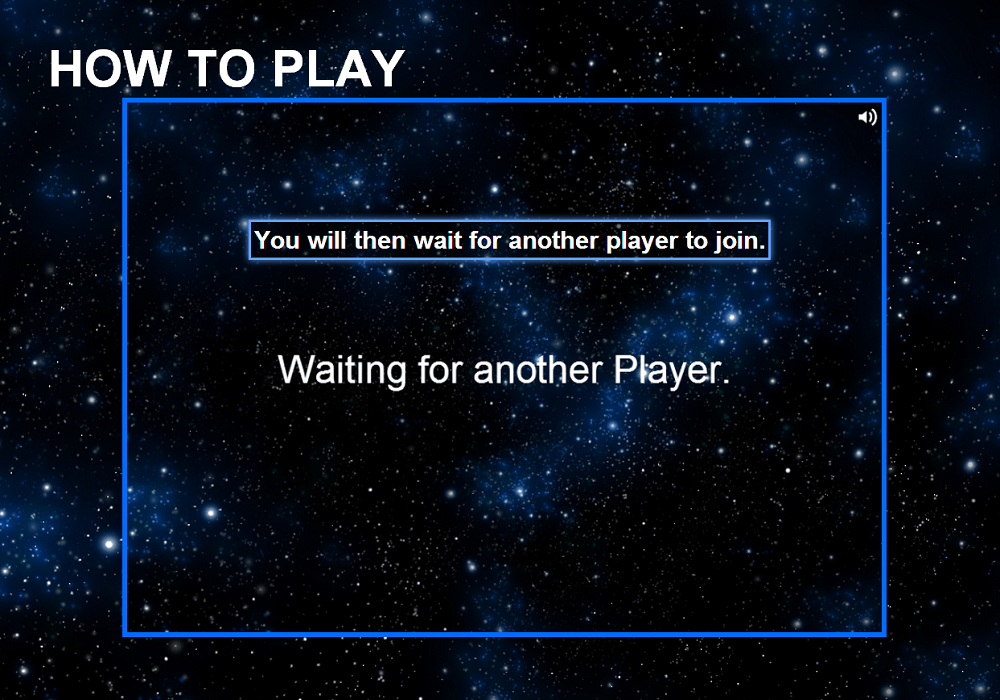 HOW TO PLAY
You will then wait for another player to join.
Waiting for another Player.